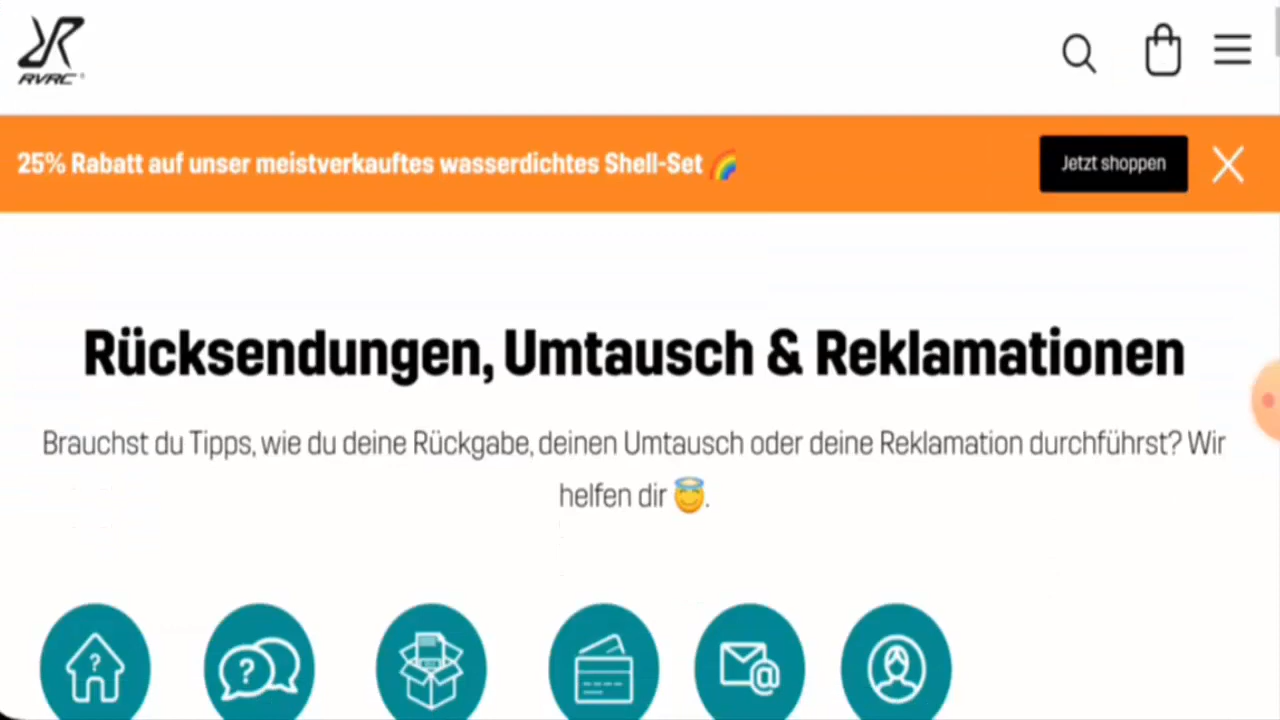 RVRC
25% Rabatt auf unser meistverkauftes wasserdichtes Shell-Set 🌈
Jetzt shoppen
Rücksendungen, Umtausch & Reklamationen
Brauchst du Tipps, wie du deine Rückgabe, deinen Umtausch oder deine Reklamation durchführst? Wir
helfen dir 😇.